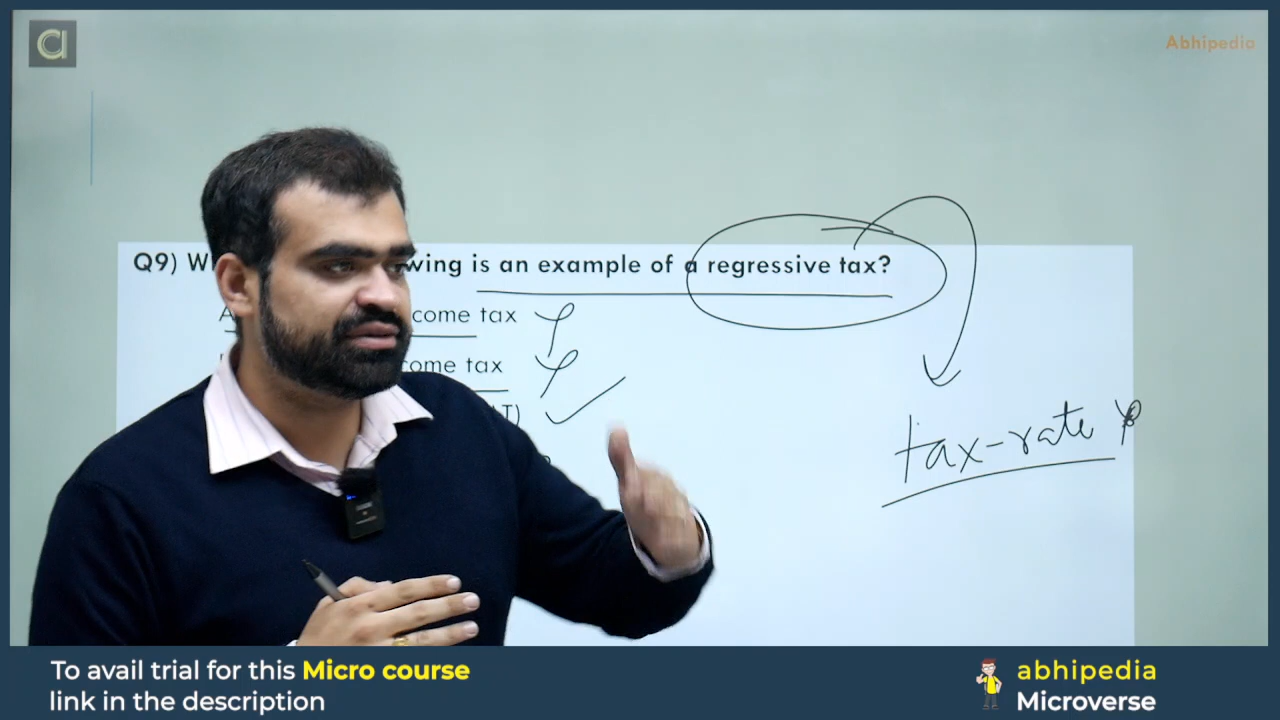 Abhipedia
Q9) W wing is an example of a regressive tax?
A come tax
come tax
T)
tax-rate
To avail trial for this Micro course
link in the description
abhipedia
Microverse